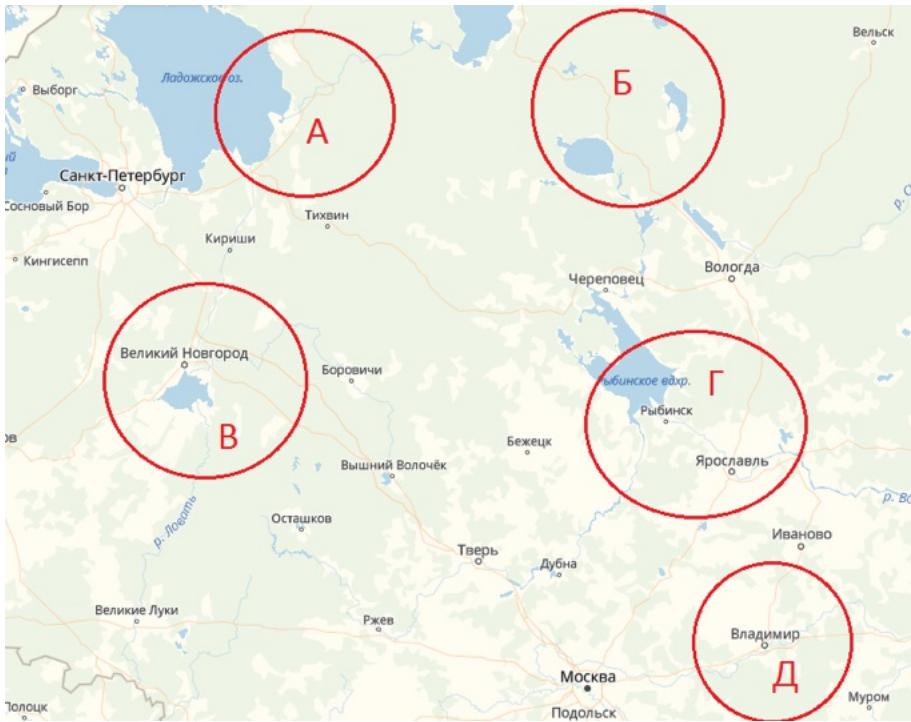 Вельск
Ладожское оз.
Выборг
Б
А
Санкт-Петербург
Сосновый Бор
Тихвин
Кириши
Кингисепп
Вологда
Череповец
Великий Новгород
Боровичи
Рыбинское вдхр.
Г
Рыбинск
В
Бежецк
Ярославль
Вышний Волочёк
р. Ловать
Осташков
Иваново
Тверь
Дубна
Великие Луки
Ржев
Владимир
Москва
Д
Муром
Подольск
Полоцк